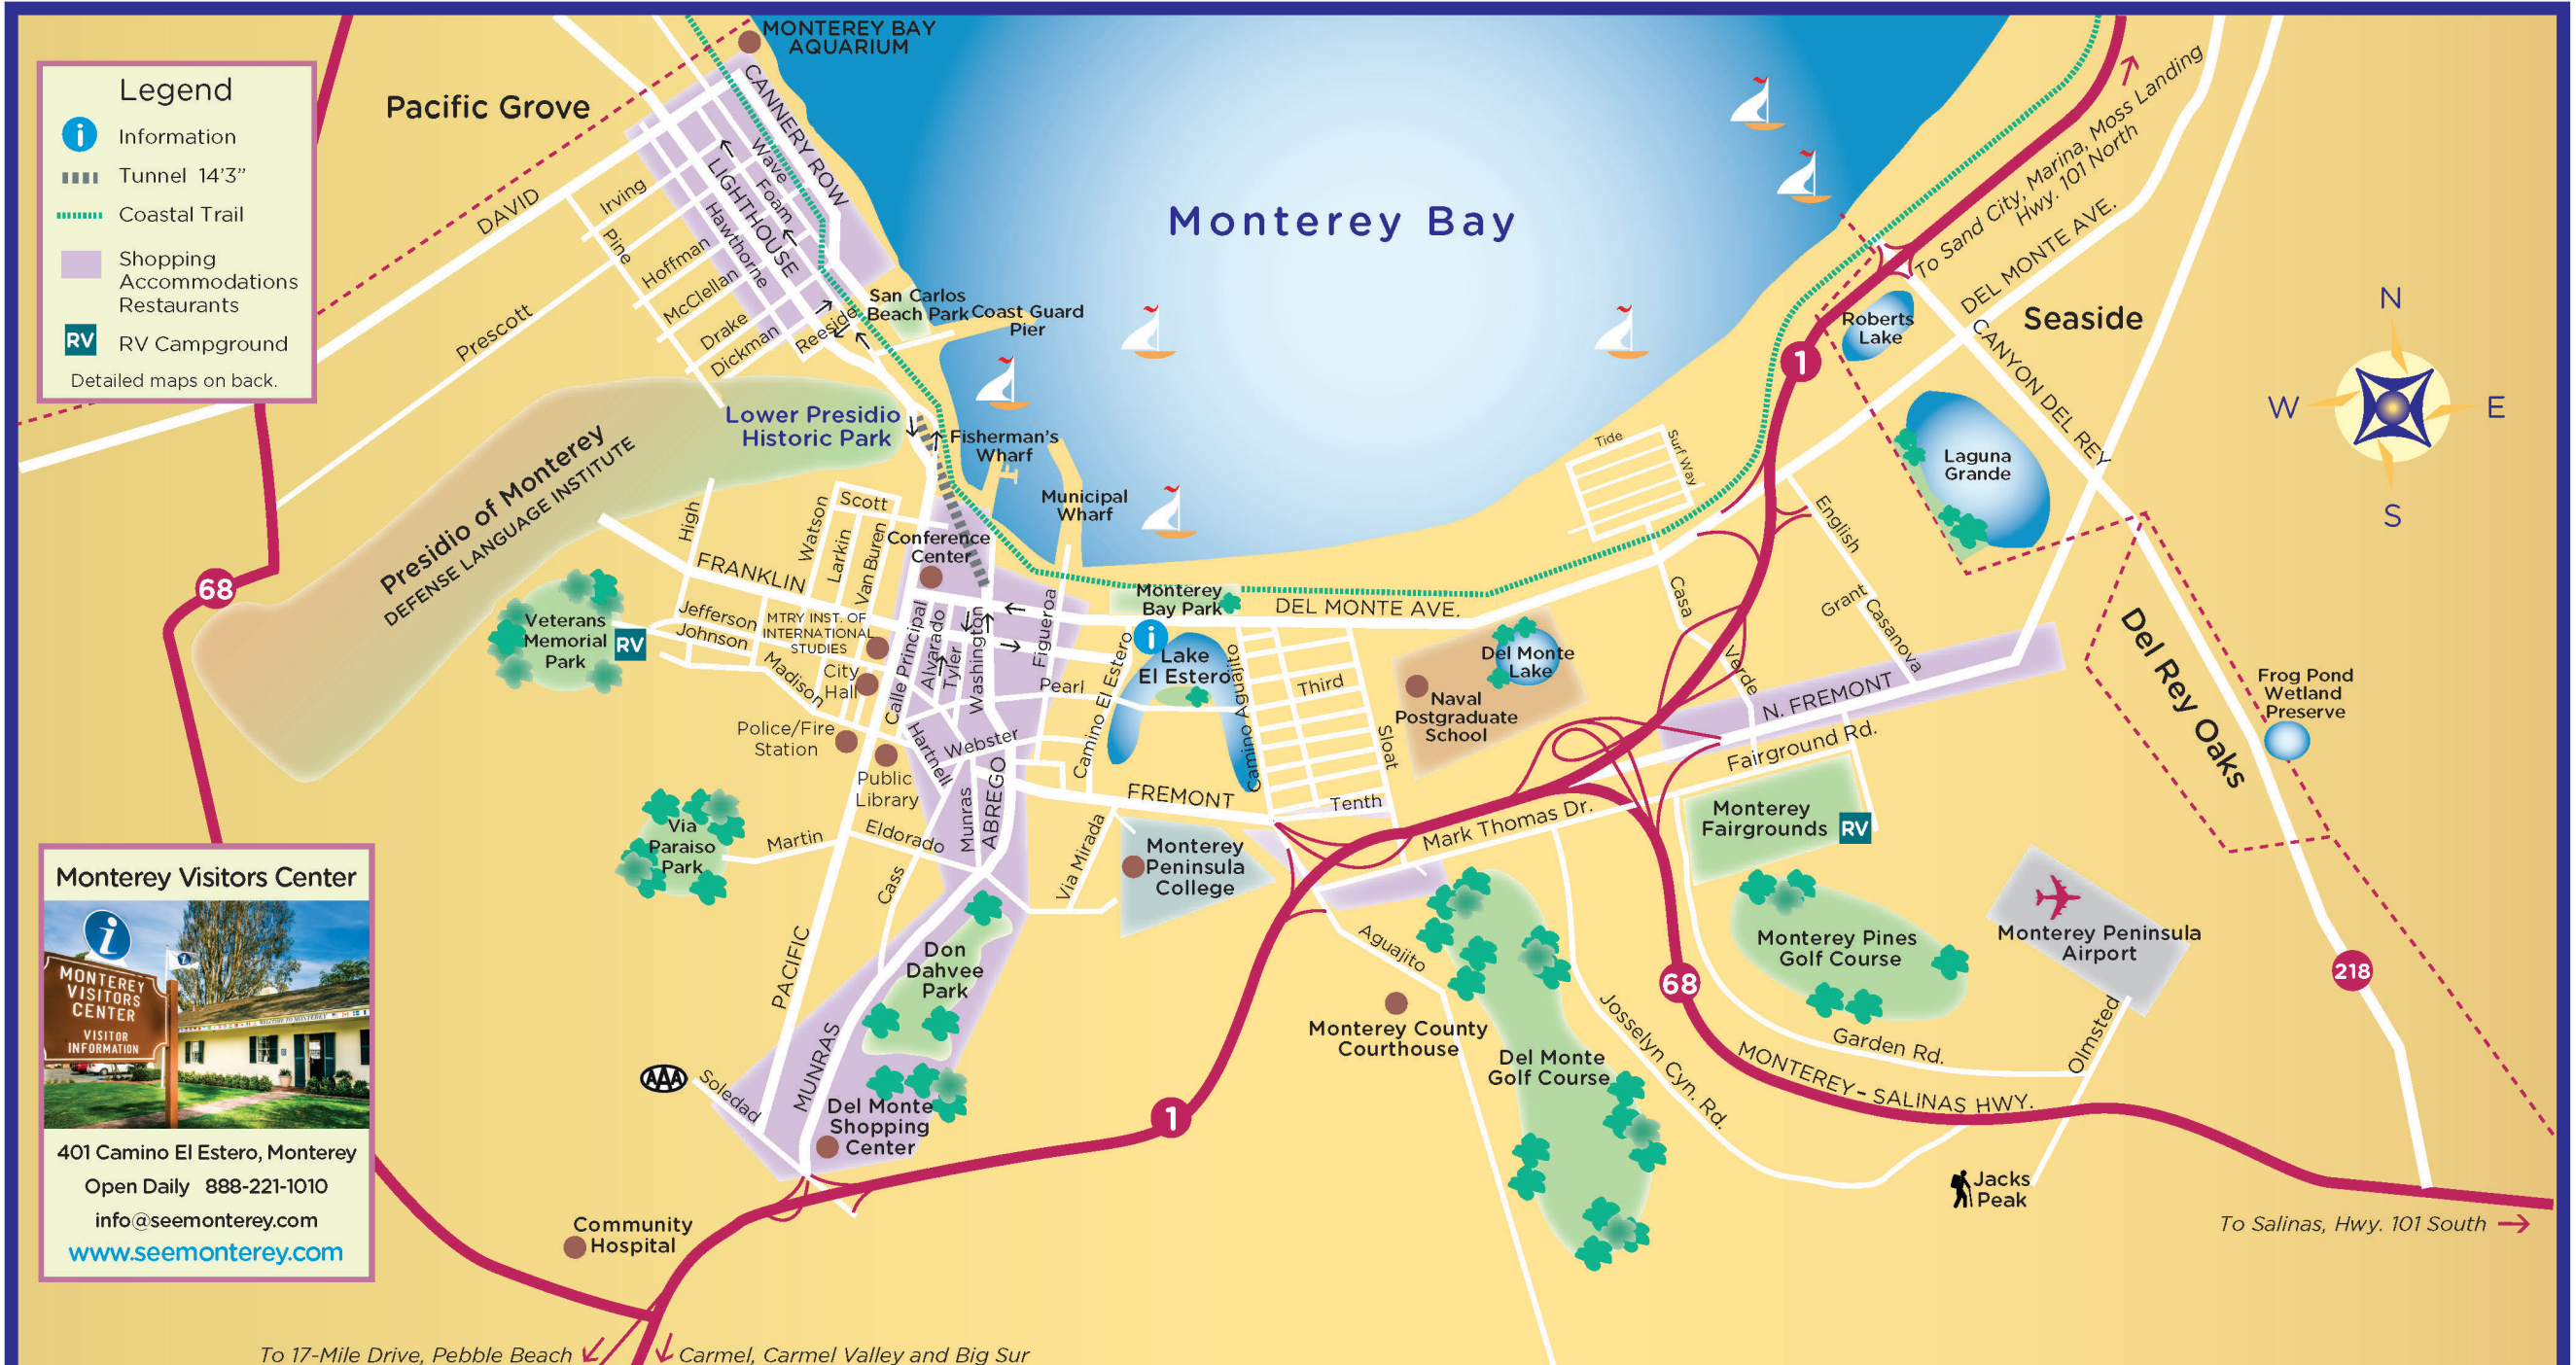 MONTEREY BAY
AQUARIUM
Legend
i Information
Tunnel 14'3"
Coastal Trail
Shopping
Accommodations
Restaurants
RV RV Campground
Detailed maps on back.
Pacific Grove
CANNERY ROW
Wave
Foam
LIGHTHOUSE
Hawthorne
DAVID
Irving
Pine
Hoffman
McClellan
Prescott
Drake
Dickman
Reeside
San Carlos
Beach Park
Coast Guard
Pier
Monterey Bay
To Sand City, Marina, Moss Landing
Hwy. 101 North
DEL MONTE AVE.
Seaside
Roberts
Lake
CANYON DEL REY
1
Laguna
Grande
N
W
E
S
Lower Presidio
Historic Park
Presidio of Monterey
DEFENSE LANGUAGE INSTITUTE
Fisherman's
Wharf
Municipal
Wharf
Tide
Surf Way
68
High
FRANKLIN
Watson
Scott
Larkin
Van Buren
Conference
Center
English
Grant
Casanova
Casa
Verde
Veterans
Memorial
Park
RV
Jefferson
Johnson
MTRY INST. OF
INTERNATIONAL
STUDIES
Madison
City
Hall
Calle Principal
Alvarado
Tyler
Washington
Figueroa
Pearl
Monterey
Bay Park
DEL MONTE AVE.
i
Lake
El Estero
Camino El Estero
Camino Aguajito
Third
Sloat
Tenth
Del Monte
Lake
Naval
Postgraduate
School
N. FREMONT
Fairground Rd.
Del Rey Oaks
Frog Pond
Wetland
Preserve
Police/Fire
Station
Public
Library
Hartnell
Webster
Munras
ABREGO
FREMONT
Mark Thomas Dr.
Monterey
Fairgrounds
RV
Via
Paraiso
Park
Martin
Eldorado
Cass
Via Mirada
Monterey
Peninsula
College
Monterey Visitors Center
i
MONTEREY
VISITORS
CENTER
VISITOR
INFORMATION
401 Camino El Estero, Monterey
Open Daily 888-221-1010
info@seemonterey.com
www.seemonterey.com
PACIFIC
Don
Dahvee
Park
Aguajito
Monterey County
Courthouse
Del Monte
Golf Course
Josselyn Cyn. Rd.
68
Monterey Pines
Golf Course
Monterey Peninsula
Airport
218
Garden Rd.
Olmsted
MONTEREY - SALINAS HWY.
AAA
Soledad
MUNRAS
Del Monte
Shopping
Center
1
Jacks
Peak
Community
Hospital
To Salinas, Hwy. 101 South
To 17-Mile Drive, Pebble Beach
Carmel, Carmel Valley and Big Sur